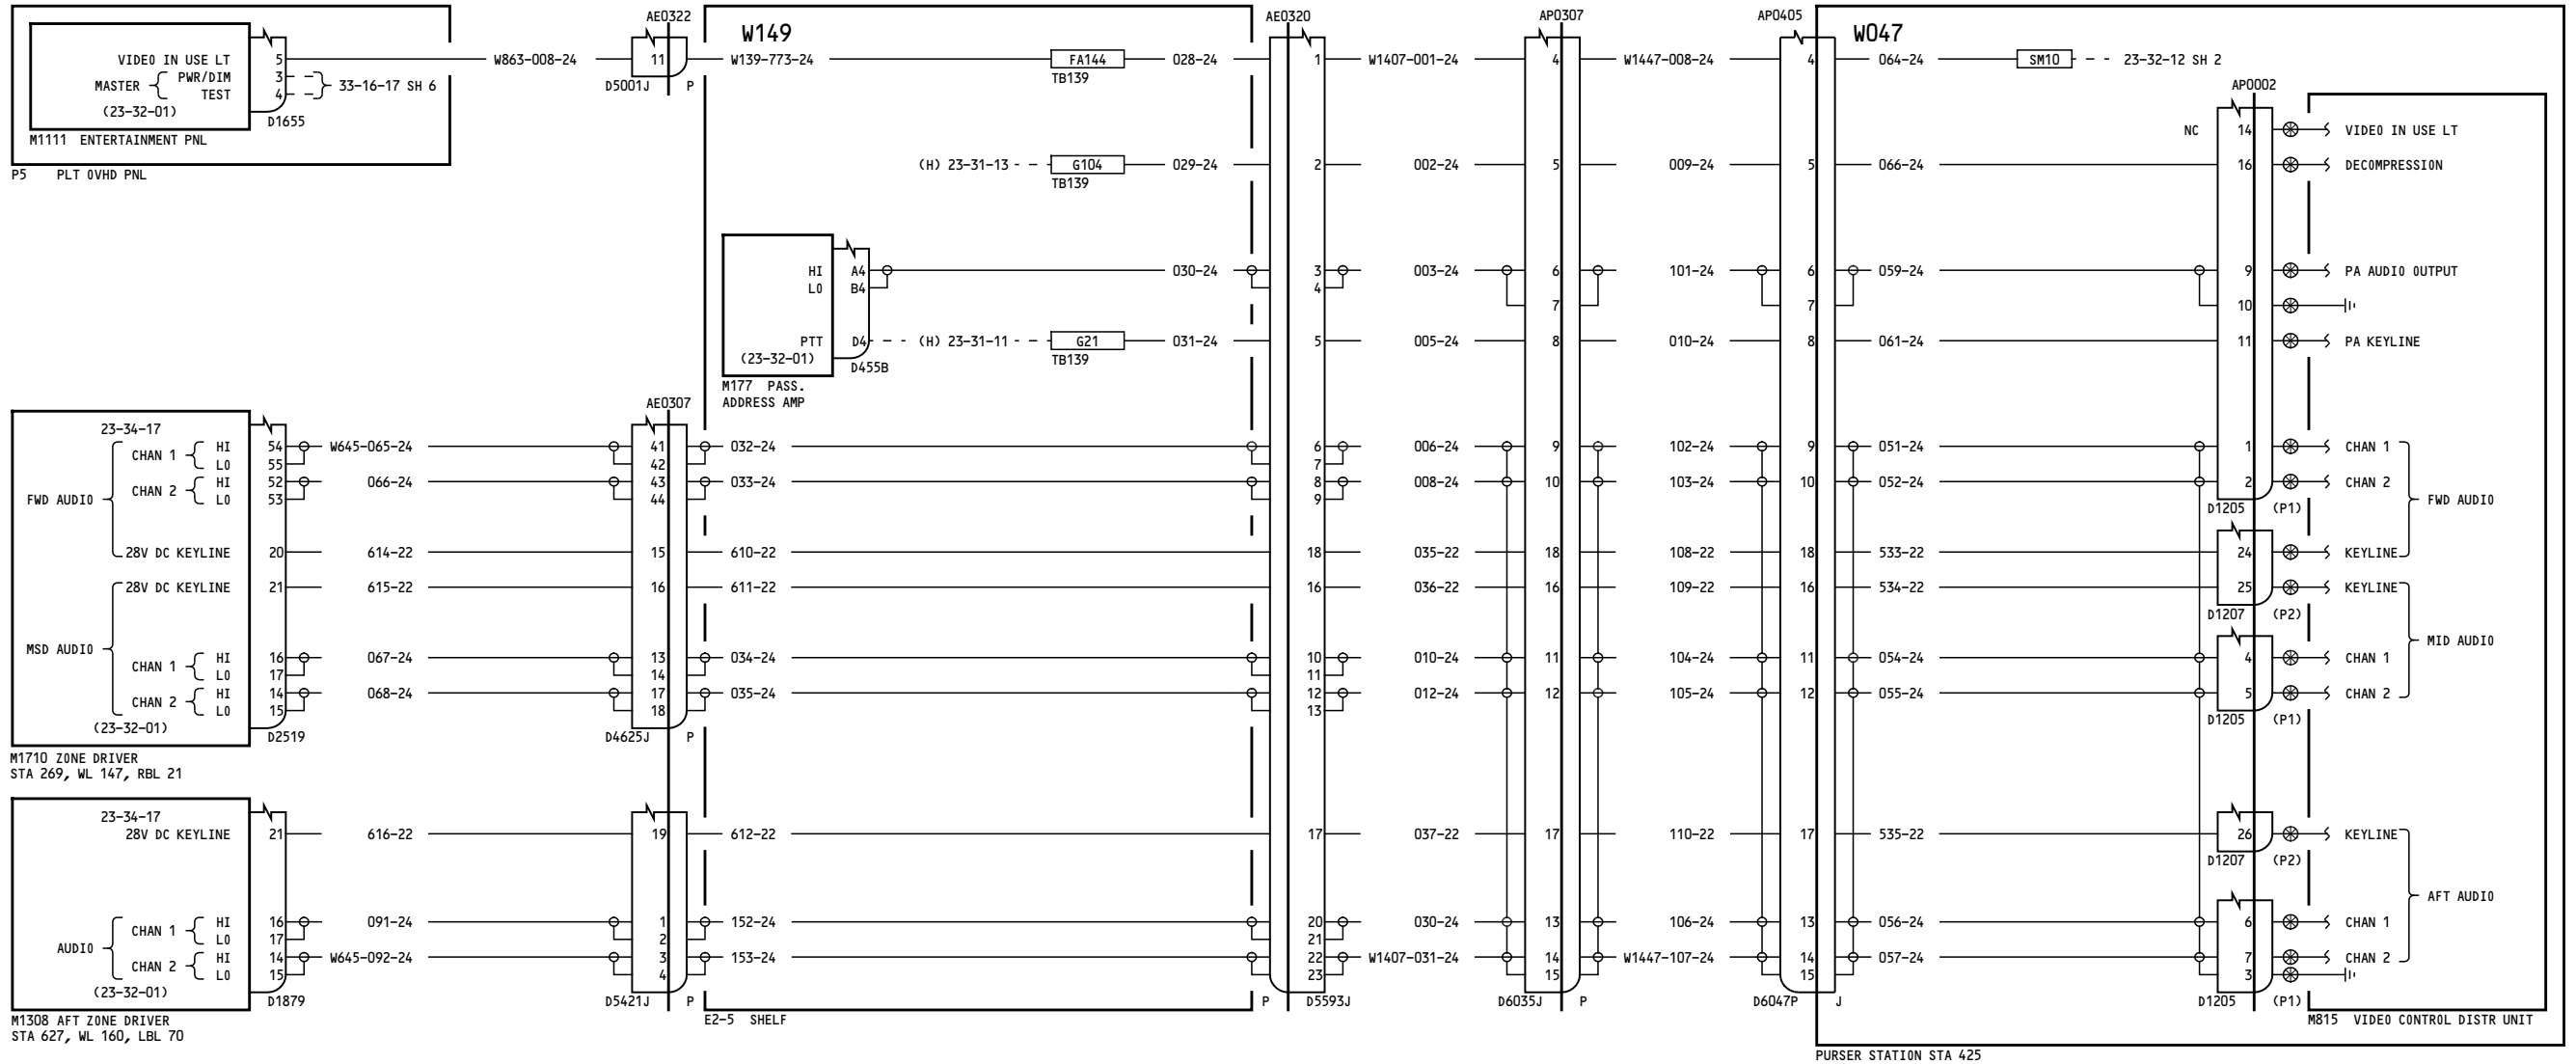 AE0322 AE0320 AP0307 AP0405
W149 W047
VIDEO IN USE LT 5 W863-008-24 11 W139-773-24 FA144 028-24 1 W1407-001-24 4 W1447-008-24 4 064-24 SM10 23-32-12 SH 2
MASTER PWR/DIM 3 33-16-17 SH 6 TB139
TEST 4 D5001J P AP0002
(23-32-01) D1655
M1111 ENTERTAINMENT PNL NC 14 VIDEO IN USE LT
P5 PLT OVHD PNL
(H) 23-31-13 G104 029-24 2 002-24 5 009-24 5 066-24 16 DECOMPRESSION
TB139
HI A4 030-24 3 003-24 6 101-24 6 059-24 9 PA AUDIO OUTPUT
LO B4 4 7 7 10
PTT D4 (H) 23-31-11 G21 031-24 5 005-24 8 010-24 8 061-24 11 PA KEYLINE
(23-32-01) D455B TB139
M177 PASS.
ADDRESS AMP
AE0307
23-34-17
FWD AUDIO CHAN 1 HI 54 W645-065-24 41 032-24 6 006-24 9 102-24 9 051-24 1 CHAN 1
LO 55 42 7
CHAN 2 HI 52 066-24 43 033-24 8 008-24 10 103-24 10 052-24 2 CHAN 2
LO 53 44 9 FWD AUDIO
D1205 (P1)
28V DC KEYLINE 20 614-22 15 610-22 18 035-22 18 108-22 18 533-22 24 KEYLINE
28V DC KEYLINE 21 615-22 16 611-22 16 036-22 16 109-22 16 534-22 25 KEYLINE
D1207 (P2)
MSD AUDIO MID AUDIO
CHAN 1 HI 16 067-24 13 034-24 10 010-24 11 104-24 11 054-24 4 CHAN 1
LO 17 14 11
CHAN 2 HI 14 068-24 17 035-24 12 012-24 12 105-24 12 055-24 5 CHAN 2
LO 15 18 13
(23-32-01) D2519 D4625J P D1205 (P1)
M1710 ZONE DRIVER
STA 269, WL 147, RBL 21
23-34-17
28V DC KEYLINE 21 616-22 19 612-22 17 037-22 17 110-22 17 535-22 26 KEYLINE
D1207 (P2)
AFT AUDIO
AUDIO CHAN 1 HI 16 091-24 1 152-24 20 030-24 13 106-24 13 056-24 6 CHAN 1
LO 17 2 21
CHAN 2 HI 14 W645-092-24 3 153-24 22 W1407-031-24 14 W1447-107-24 14 057-24 7 CHAN 2
LO 15 4 23 15 15 3
(23-32-01) D1879 D5421J P P D5593J D6035J P D6047P J D1205 (P1)
M1308 AFT ZONE DRIVER
STA 627, WL 160, LBL 70
E2-5 SHELF
M815 VIDEO CONTROL DISTR UNIT
PURSER STATION STA 425